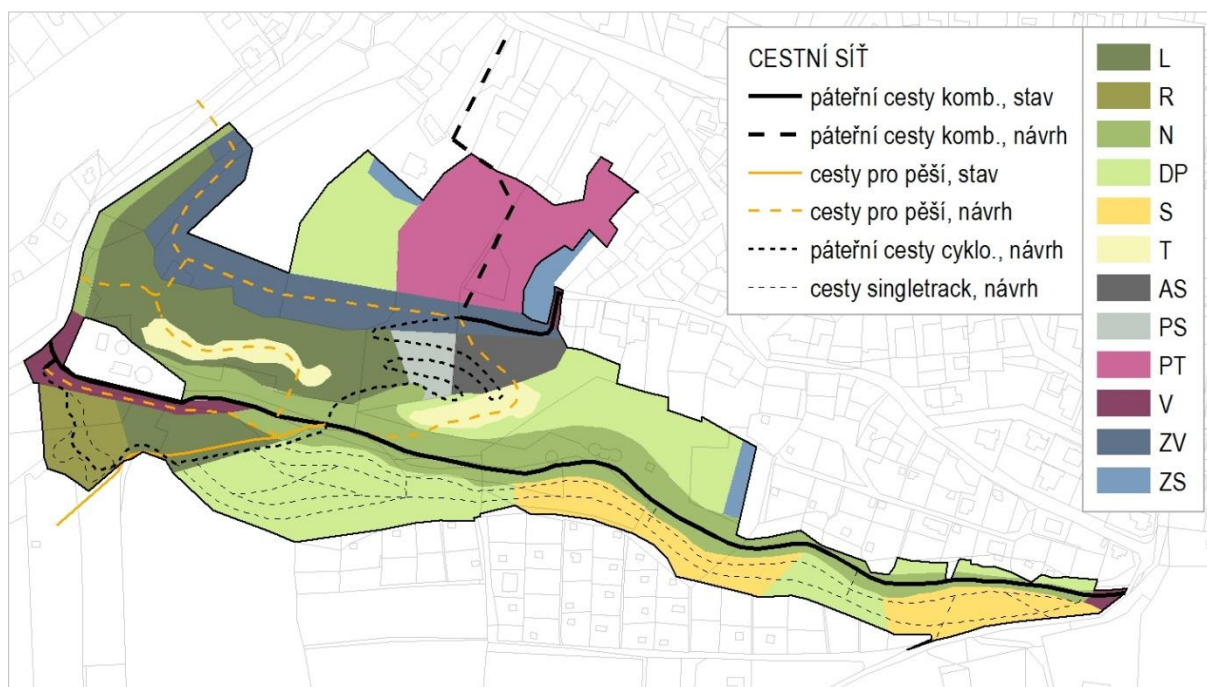 CESTNÍ SÍŤ
páteřní cesty komb., stav
páteřní cesty komb., návrh
cesty pro pěší, stav
cesty pro pěší, návrh
páteřní cesty cyklo., návrh
cesty singletrack, návrh
L
R
N
DP
S
T
AS
PS
PT
V
ZV
ZS